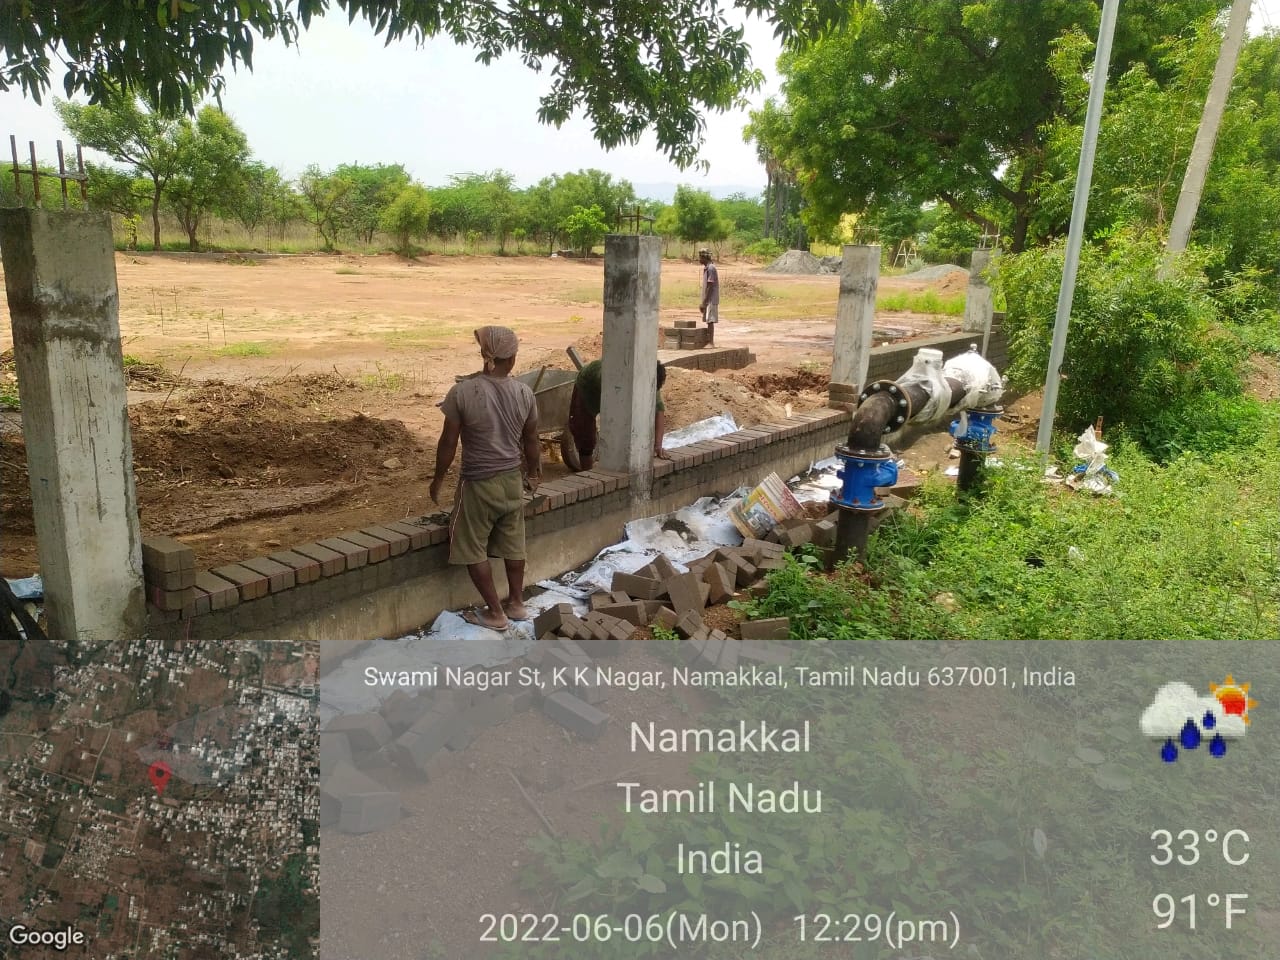 Swami Nagar St, K K Nagar, Namakkal, Tamil Nadu 637001, India
Namakkal
Tamil Nadu
India
2022-06-06(Mon) 12:29(pm)
33°C
91°F
Google